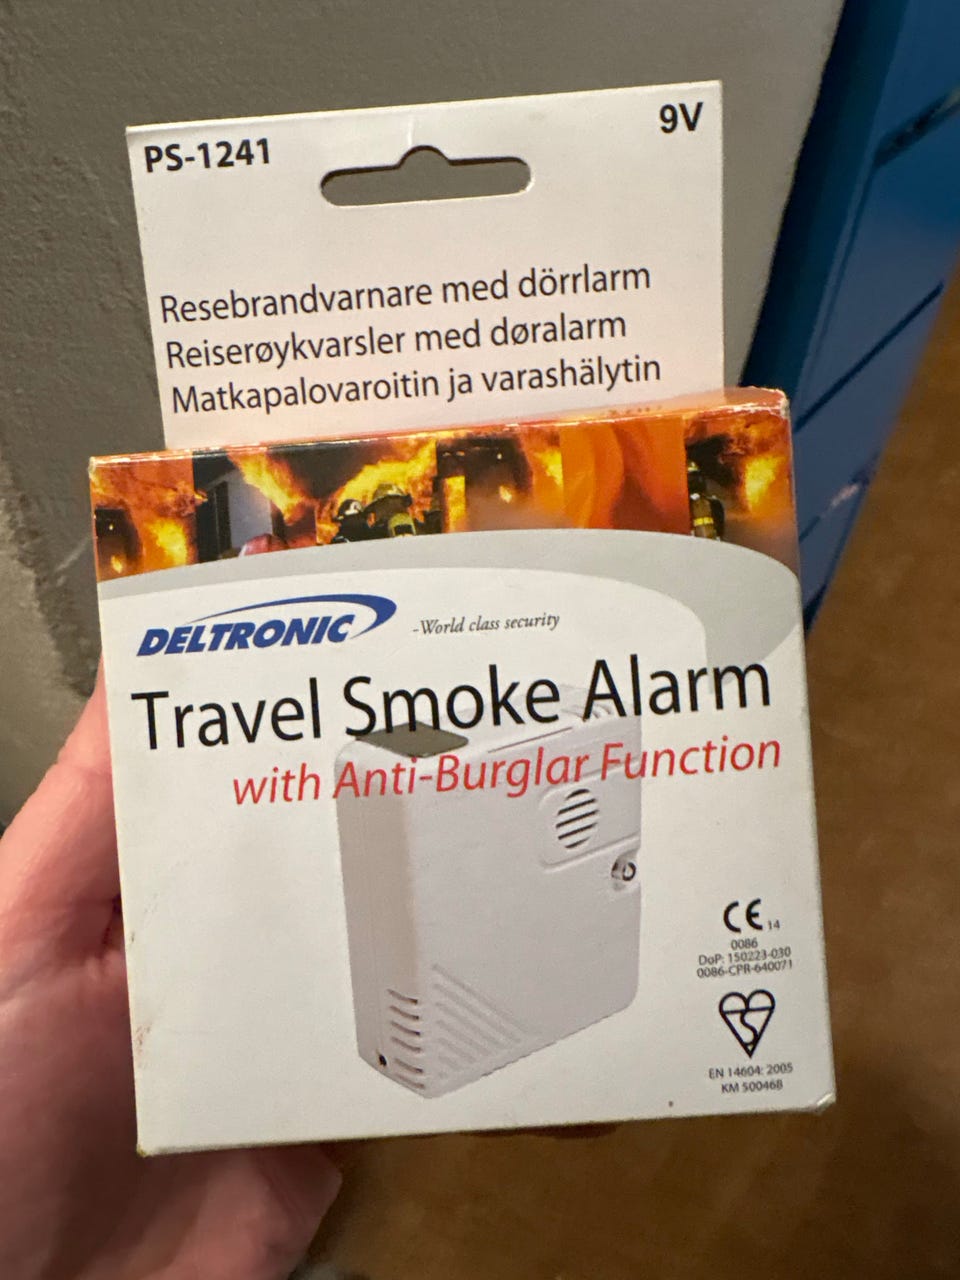 PS-1241
9V
Resebrandvarnare med dörrlarm
Reiserøykvarsler med døralarm
Matkapalovaroitin ja varashälytin
DELTRONIC
-World class security
Travel Smoke Alarm
with Anti-Burglar Function
CE 14
0086
DoP: 150223-030
0086-CPR-640071
EN 14604: 2005
KM 500468